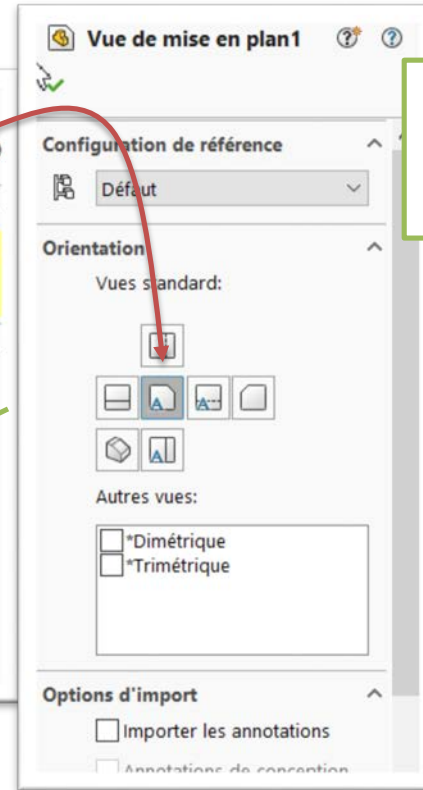 Vue de mise en plan1
Configuration de référence
Défaut
Orientation
Vues standard:
A
A
A
Autres vues:
*Dimétrique
*Trimétrique
Options d'import
Importer les annotations
Annotations de conception